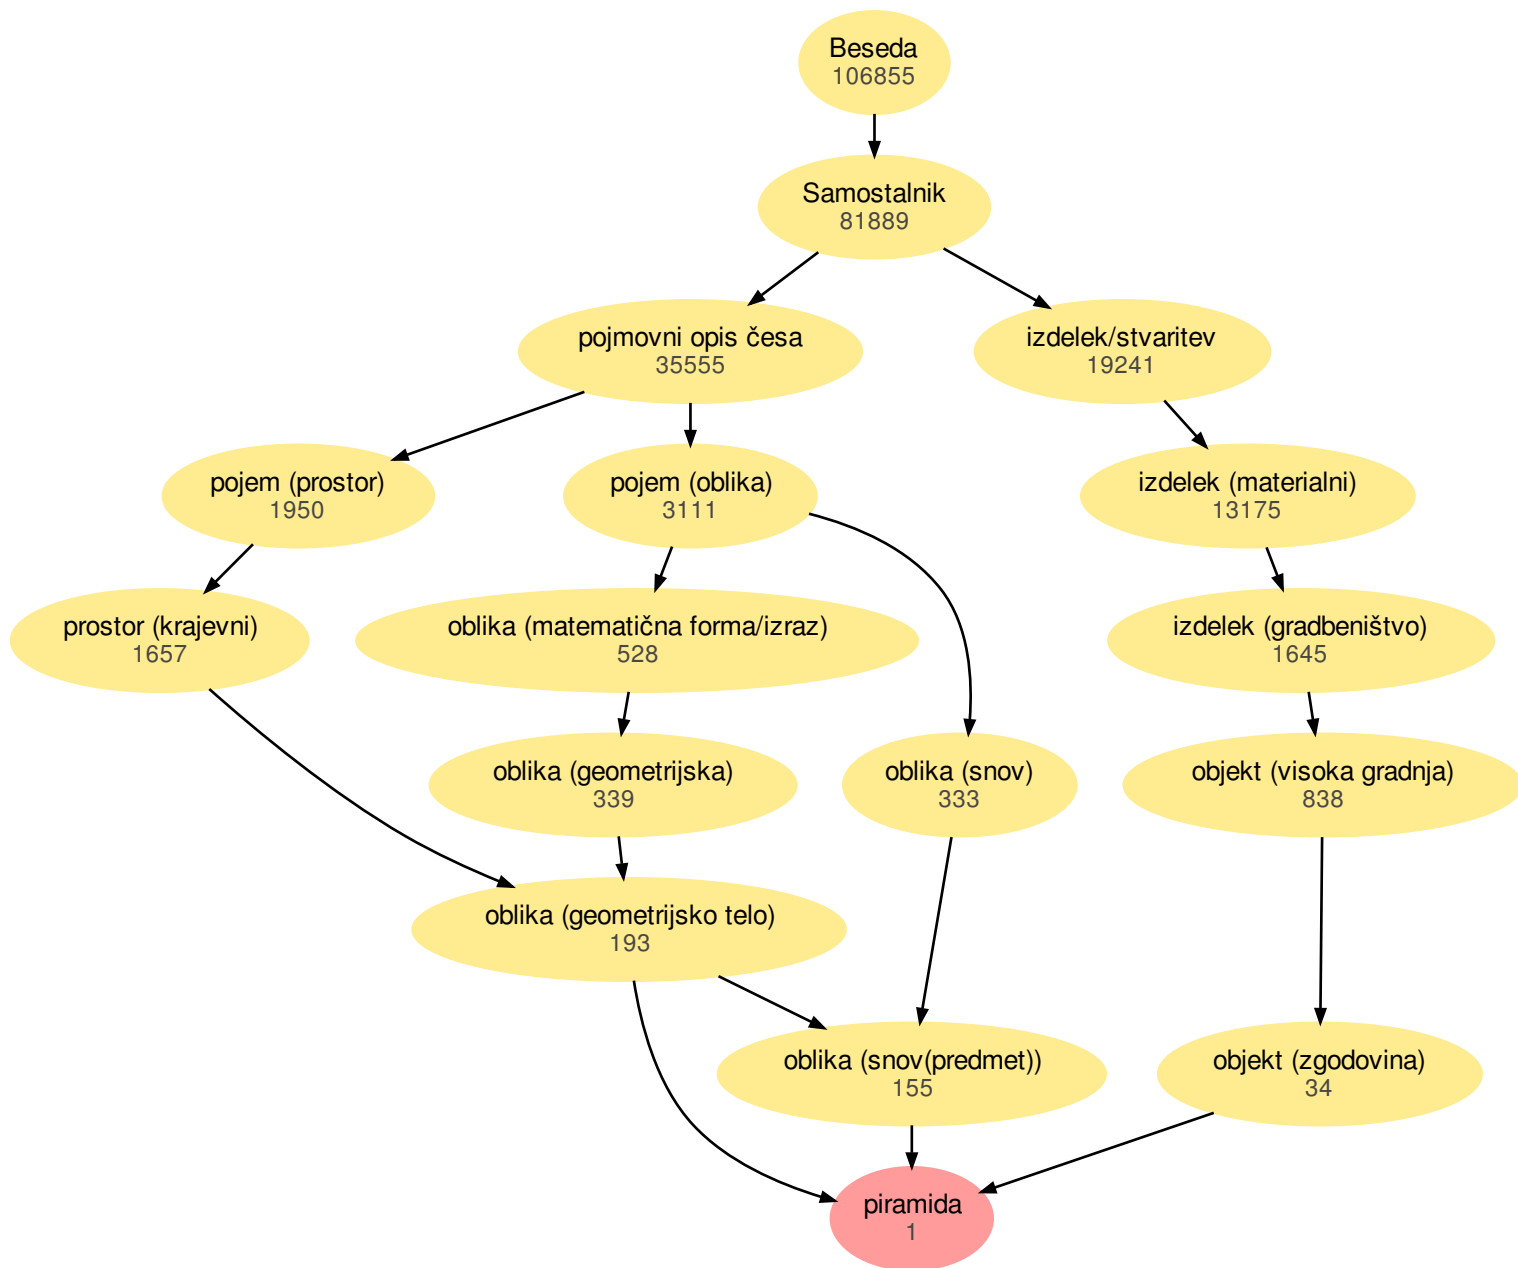 Beseda
106855
Samostalnik
81889
pojmovni opis česa
35555
izdelek/stvaritev
19241
pojem (prostor)
1950
pojem (oblika)
3111
izdelek (materialni)
13175
prostor (krajevni)
1657
oblika (matematična forma/izraz)
528
izdelek (gradbeništvo)
1645
oblika (geometrijska)
339
oblika (snov)
333
objekt (visoka gradnja)
838
oblika (geometrijsko telo)
193
oblika (snov(predmet))
155
objekt (zgodovina)
34
piramida
1